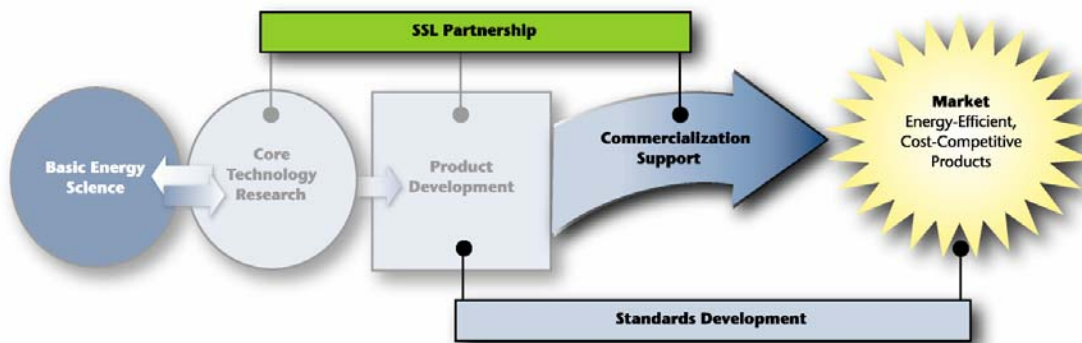 SSL Partnership
Basic Energy
Science
Core
Technology
Research
Product
Development
Commercialization
Support
Market
Energy-Efficient,
Cost-Competitive
Products
Standards Development